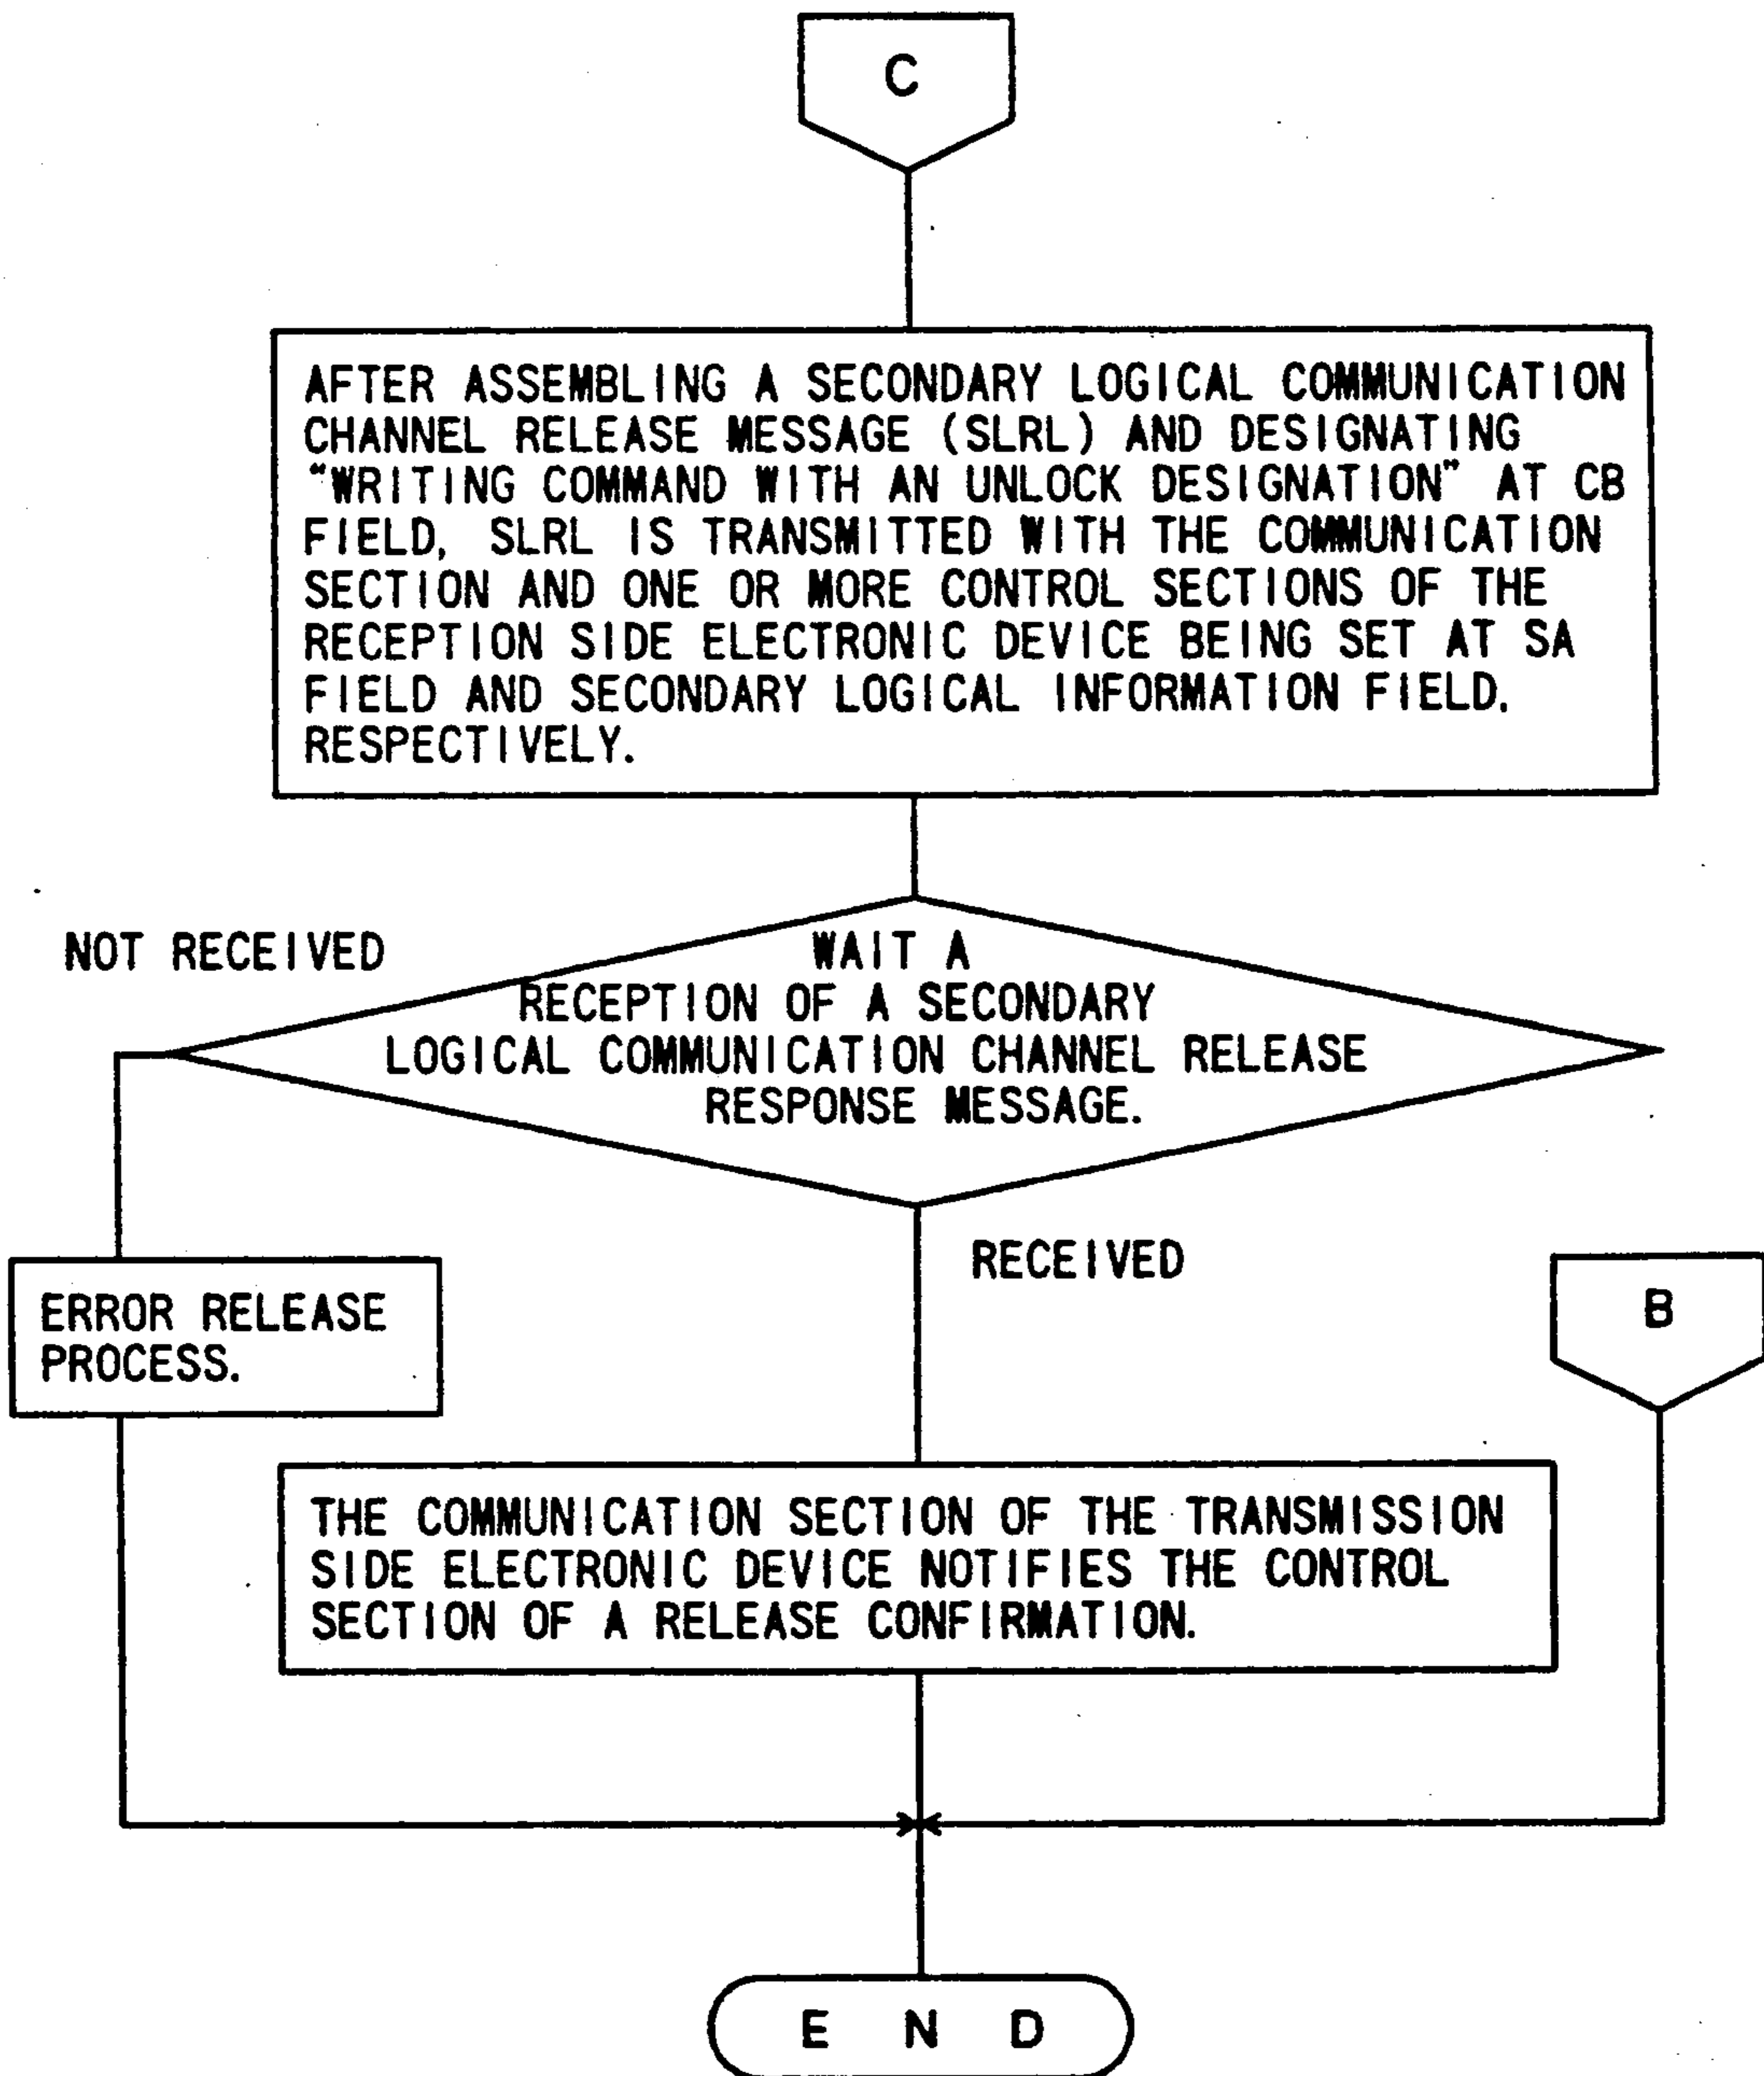 C
AFTER ASSEMBLING A SECONDARY LOGICAL COMMUNICATION
CHANNEL RELEASE MESSAGE (SLRL) AND DESIGNATING
"WRITING COMMAND WITH AN UNLOCK DESIGNATION" AT CB
FIELD, SLRL IS TRANSMITTED WITH THE COMMUNICATION
SECTION AND ONE OR MORE CONTROL SECTIONS OF THE
RECEPTION SIDE ELECTRONIC DEVICE BEING SET AT SA
FIELD AND SECONDARY LOGICAL INFORMATION FIELD.
RESPECTIVELY.
NOT RECEIVED
WAIT A
RECEPTION OF A SECONDARY
LOGICAL COMMUNICATION CHANNEL RELEASE
RESPONSE MESSAGE.
RECEIVED
ERROR RELEASE
PROCESS.
B
THE COMMUNICATION SECTION OF THE TRANSMISSION
SIDE ELECTRONIC DEVICE NOTIFIES THE CONTROL
SECTION OF A RELEASE CONFIRMATION.
E N D